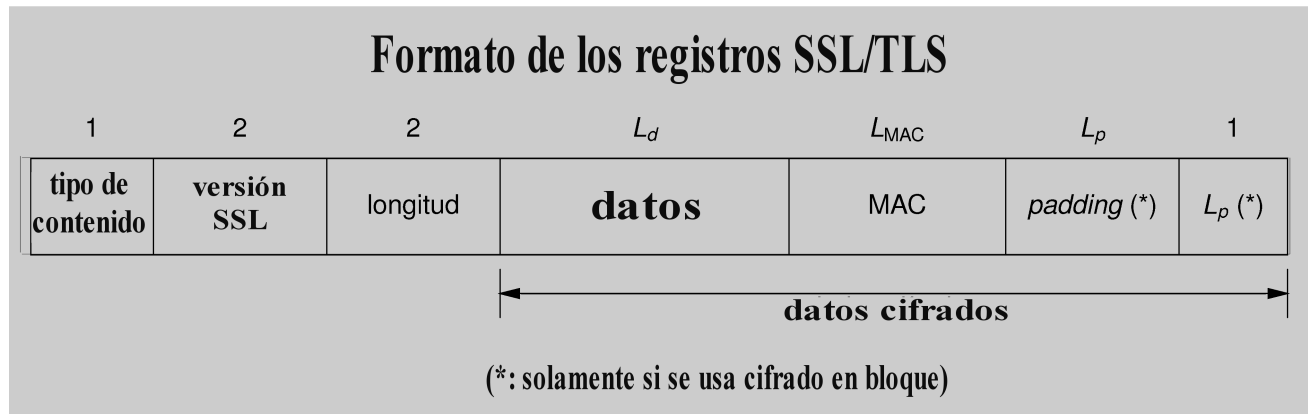 Formato de los registros SSL/TLS
1 2 2 Ld LMAC Lp 1
tipo de contenido
versión SSL
longitud
datos
MAC
padding (*)
Lp (*)
datos cifrados
(*: solamente si se usa cifrado en bloque)